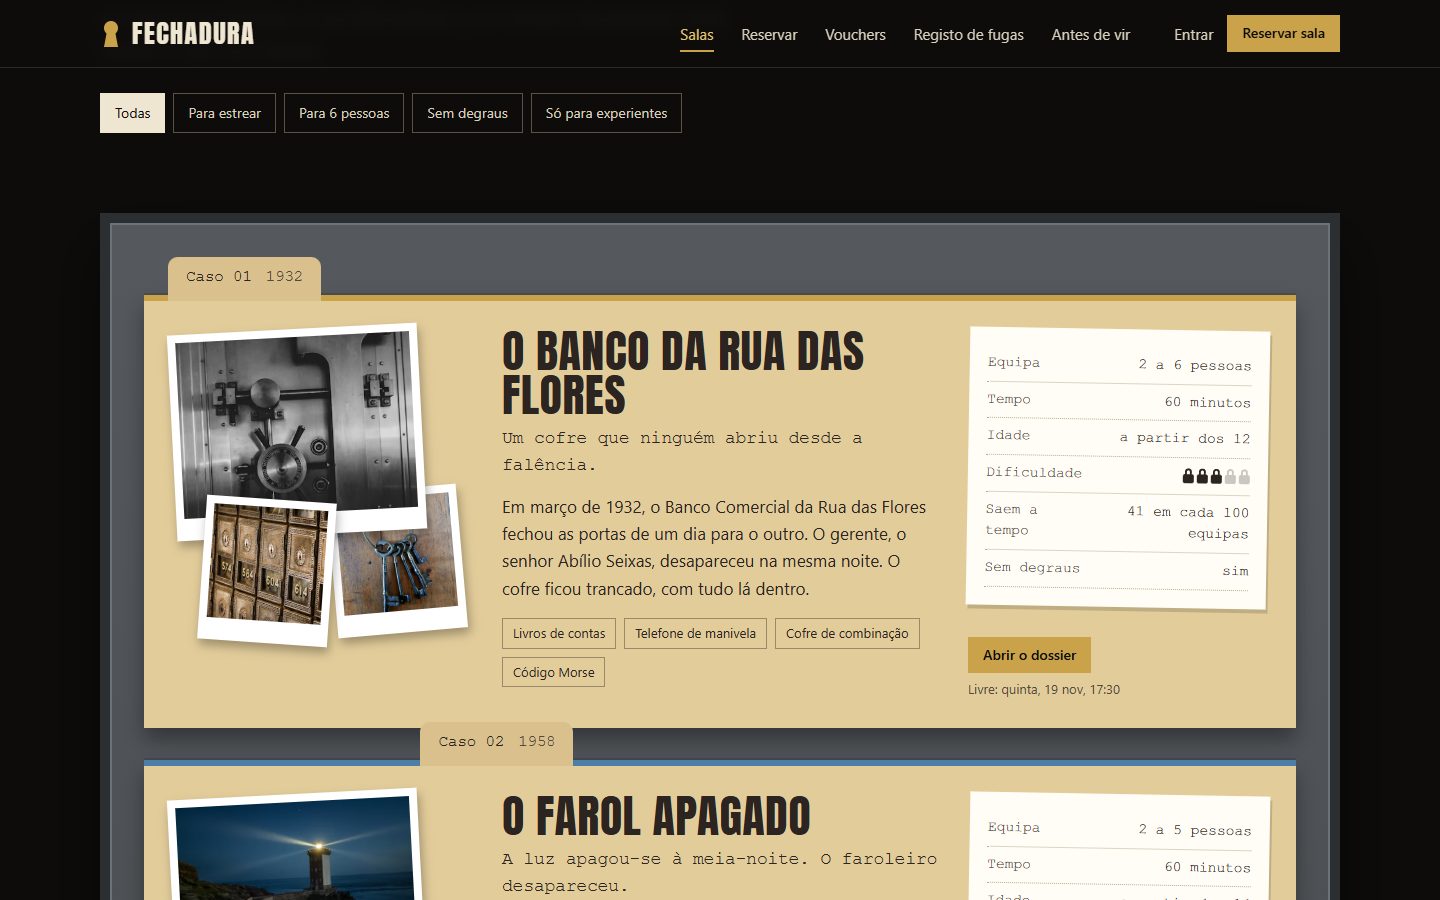 FECHADURA
Salas
Reservar
Vouchers
Registo de fugas
Antes de vir
Entrar
Reservar sala
Todas
Para estrear
Para 6 pessoas
Sem degraus
Só para experientes
Caso 01 1932
O BANCO DA RUA DAS
FLORES
Um cofre que ninguém abriu desde a
falência.
Em março de 1932, o Banco Comercial da Rua das Flores
fechou as portas de um dia para o outro. O gerente, o
senhor Abílio Seixas, desapareceu na mesma noite. O
cofre ficou trancado, com tudo lá dentro.
Livros de contas
Telefone de manivela
Cofre de combinação
Código Morse
574
584
604
614
Equipa 2 a 6 pessoas
Tempo 60 minutos
Idade a partir dos 12
Dificuldade
Saem a tempo 41 em cada 100 equipas
Sem degraus sim
Abrir o dossier
Livre: quinta, 19 nov, 17:30
Caso 02 1958
O FAROL APAGADO
A luz apagou-se à meia-noite. O faroleiro
desapareceu.
Equipa 2 a 5 pessoas
Tempo 60 minutos